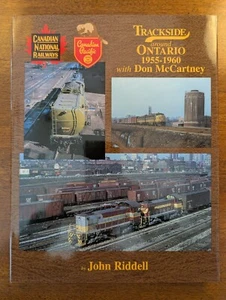 CANADIAN
NATIONAL
RAILWAYS
Canadian
Pacific
TRACKSIDE
around
ONTARIO
1955-1960
with Don McCartney
by John Riddell